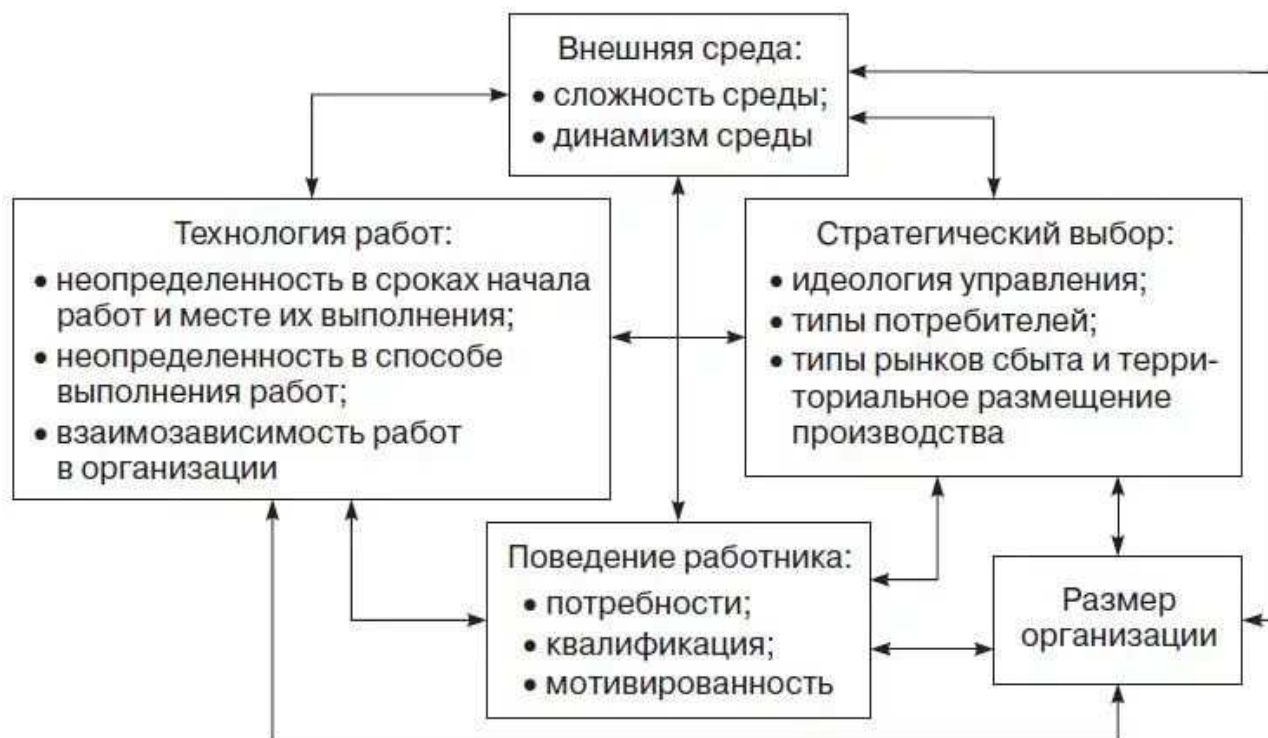 Внешняя среда:
• сложность среды;
• динамизм среды
Технология работ:
• неопределенность в сроках начала
работ и месте их выполнения;
• неопределенность в способе
выполнения работ;
• взаимозависимость работ
в организации
Стратегический выбор:
• идеология управления;
• типы потребителей;
• типы рынков сбыта и терри-
ториальное размещение
производства
Поведение работника:
• потребности;
• квалификация;
• мотивированность
Размер
организации